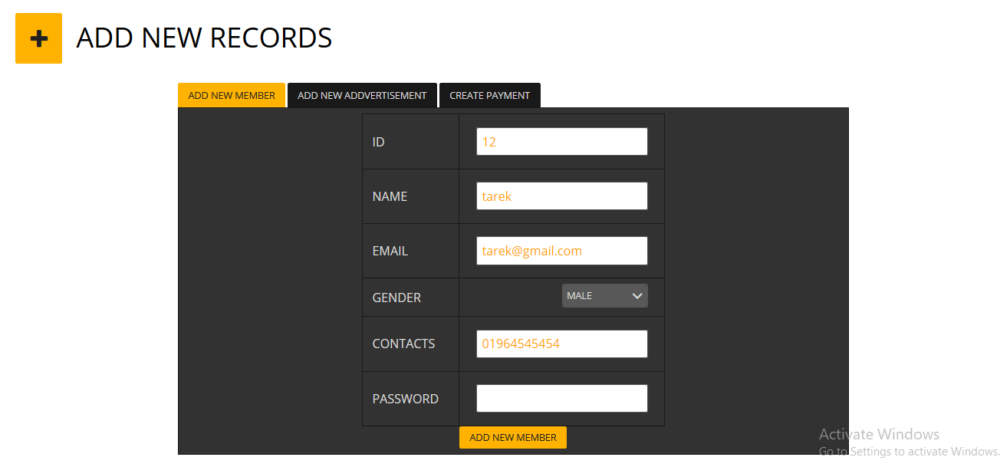 ADD NEW RECORDS
ADD NEW MEMBER ADD NEW ADDVERTISEMENT CREATE PAYMENT
ID 12
NAME tarek
EMAIL tarek@gmail.com
GENDER MALE
CONTACTS 01964545454
PASSWORD
ADD NEW MEMBER
Activate Windows
Go to Settings to activate Windows.